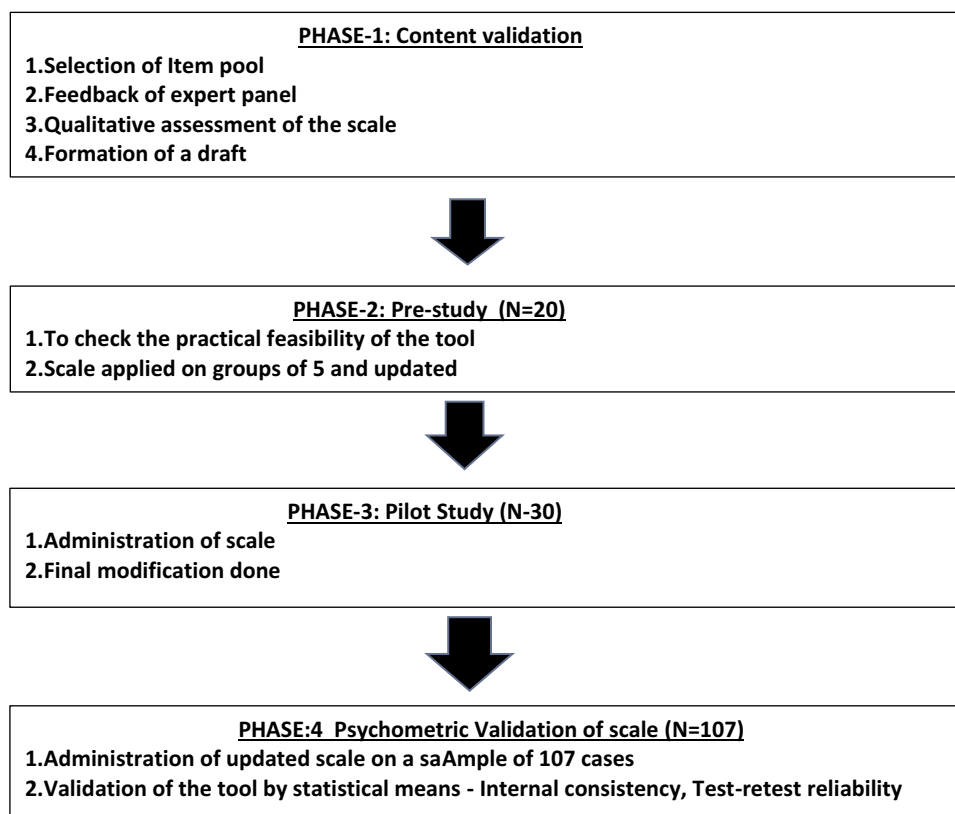 PHASE-1: Content validation
1.Selection of Item pool
2.Feedback of expert panel
3.Qualitative assessment of the scale
4.Formation of a draft
PHASE-2: Pre-study (N=20)
1.To check the practical feasibility of the tool
2.Scale applied on groups of 5 and updated
PHASE-3: Pilot Study (N-30)
1.Administration of scale
2.Final modification done
PHASE:4 Psychometric Validation of scale (N=107)
1.Administration of updated scale on a saAmple of 107 cases
2.Validation of the tool by statistical means - Internal consistency, Test-retest reliability